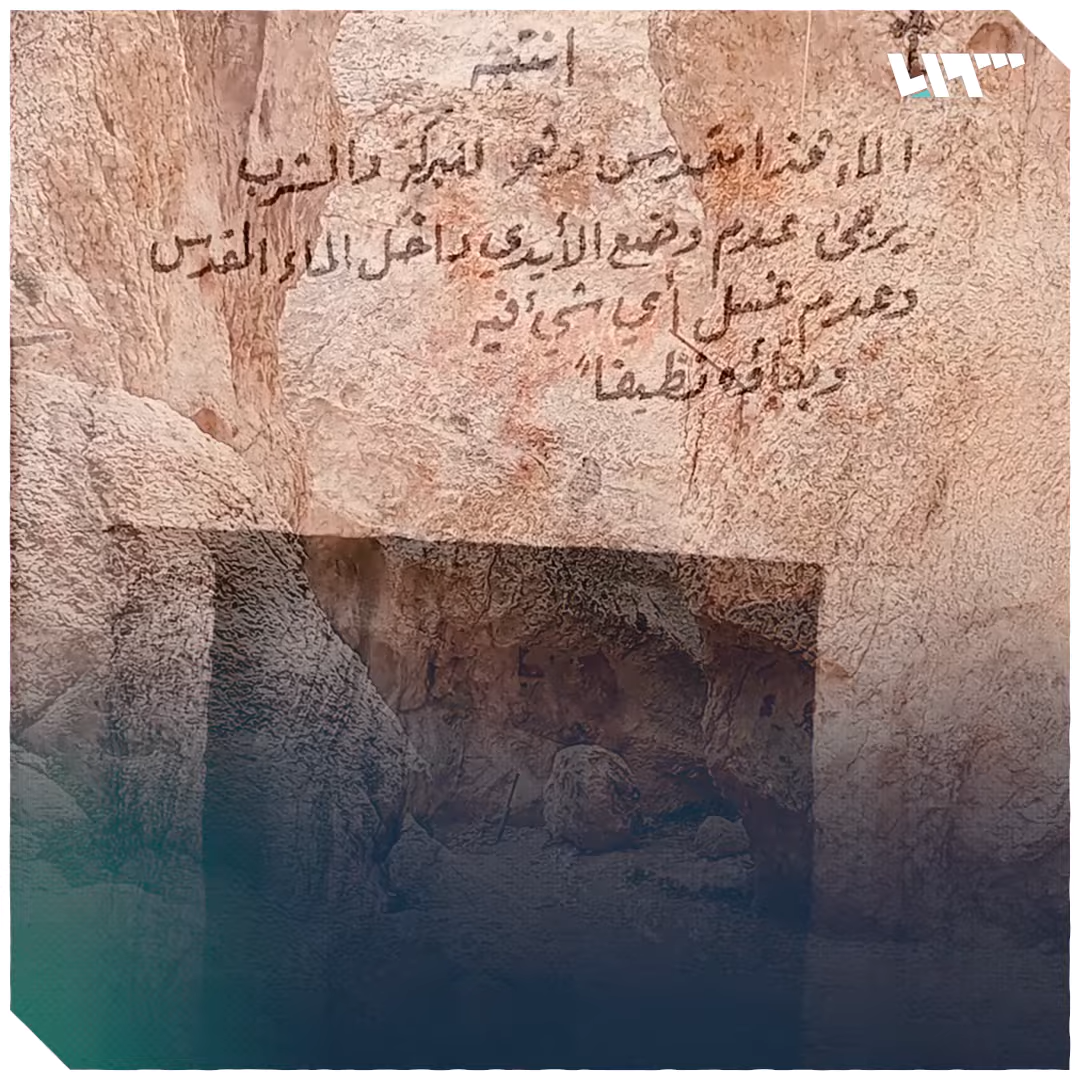 انتبه
الماء هذا مقدس وهو للبركة والشرب
يرجى عدم وضع الأيدي داخل الماء المقدس
وعدم غسل أي شيء فيه
وبقاؤه نظيفاً